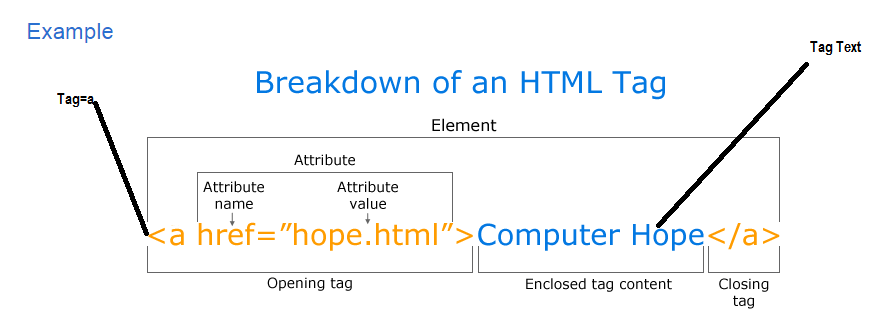 Example
Tag Text
Breakdown of an HTML Tag
Tag=a
Element
Attribute
Attribute name
Attribute value
<a href=”hope.html”>Computer Hope</a>
Opening tag
Enclosed tag content
Closing tag